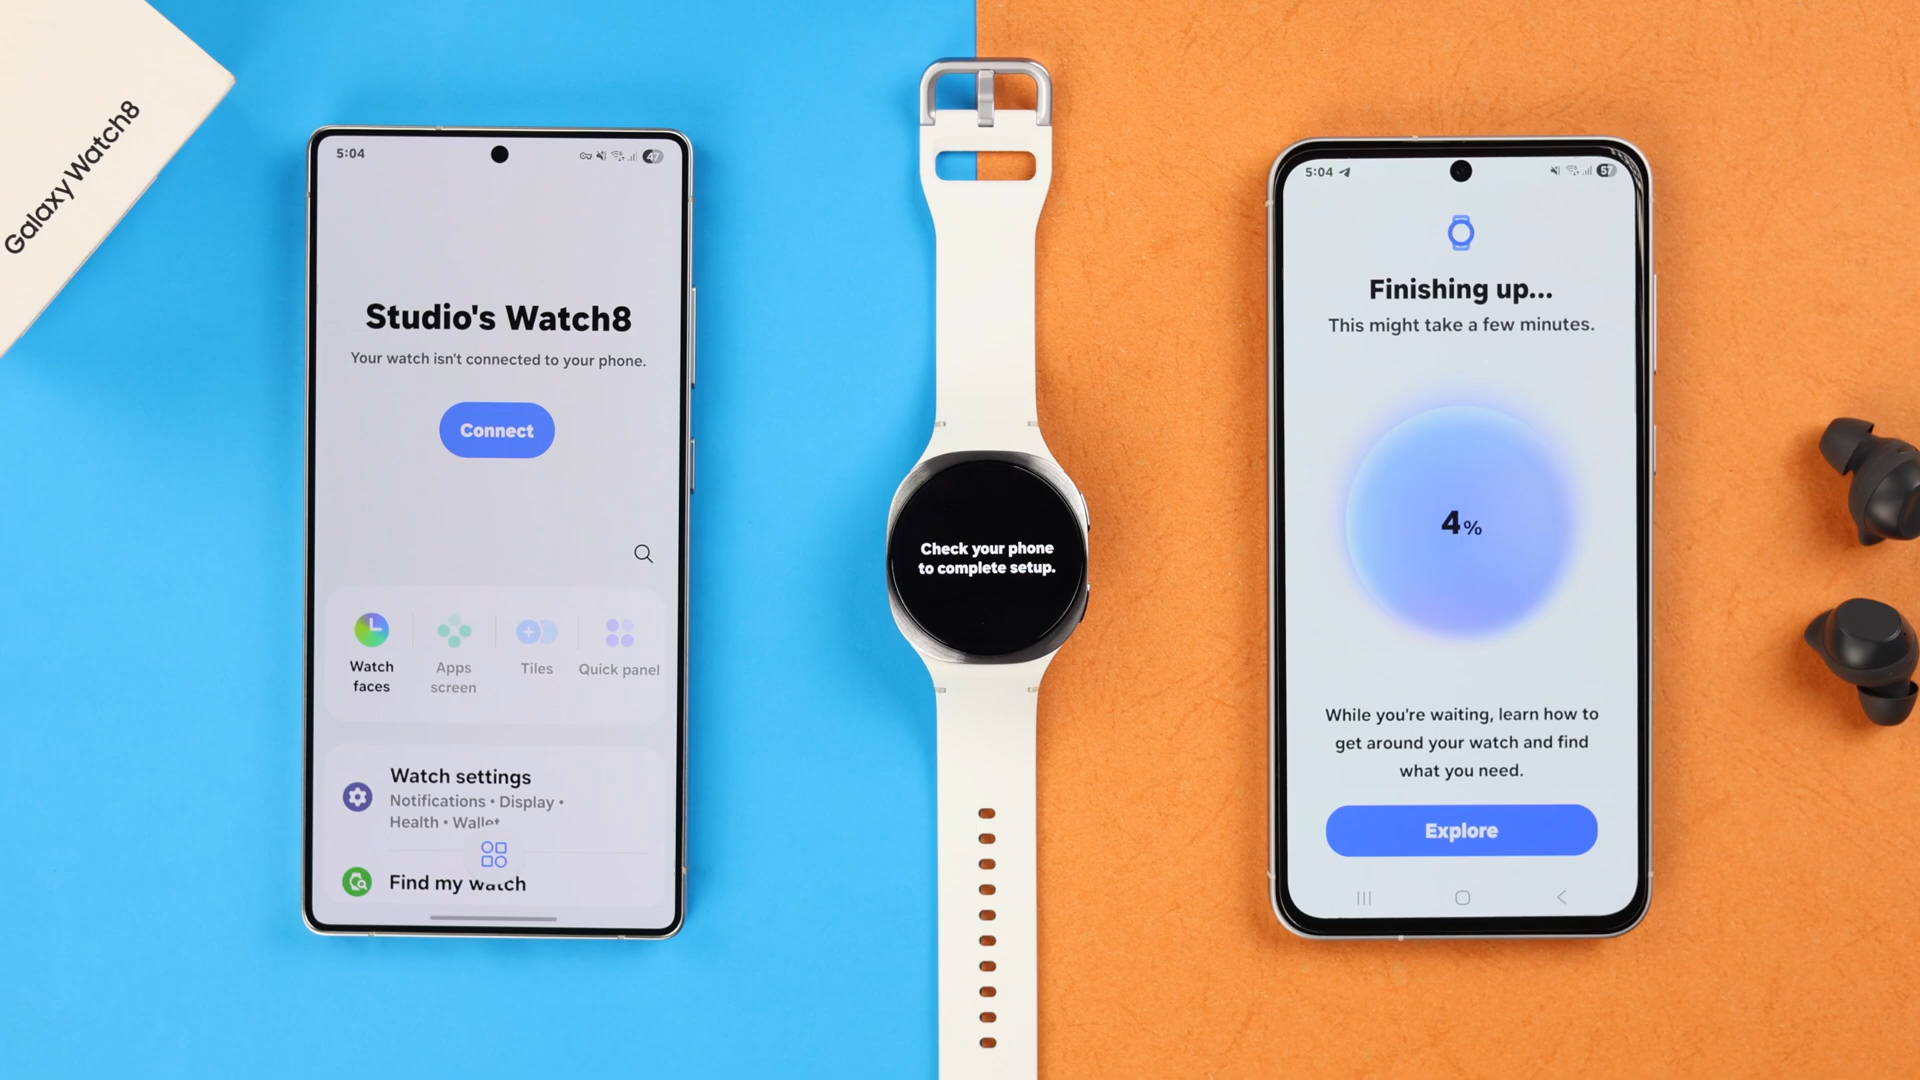 Galaxy Watch8
5:04
47
Studio's Watch8
Your watch isn't connected to your phone.
Connect
Watch
faces
Apps
screen
Tiles
Quick panel
Watch settings
Notifications • Display •
Health • Wallet
Find my watch
Check your phone
to complete setup.
5:04
57
Finishing up...
This might take a few minutes.
4%
While you're waiting, learn how to
get around your watch and find
what you need.
Explore